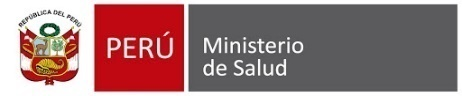 REPÚBLICA DEL PERÚ
PERÚ
Ministerio
de Salud